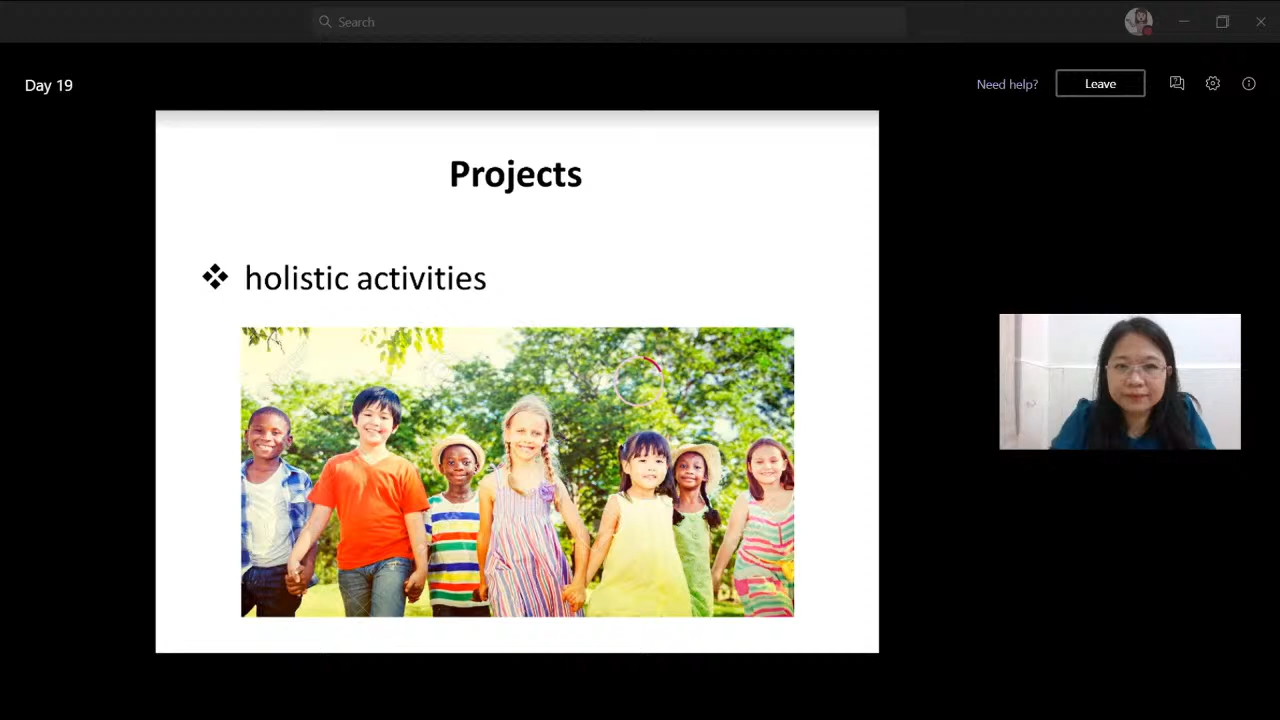 Search
Day 19
Need help?
Leave
Projects
❖ holistic activities